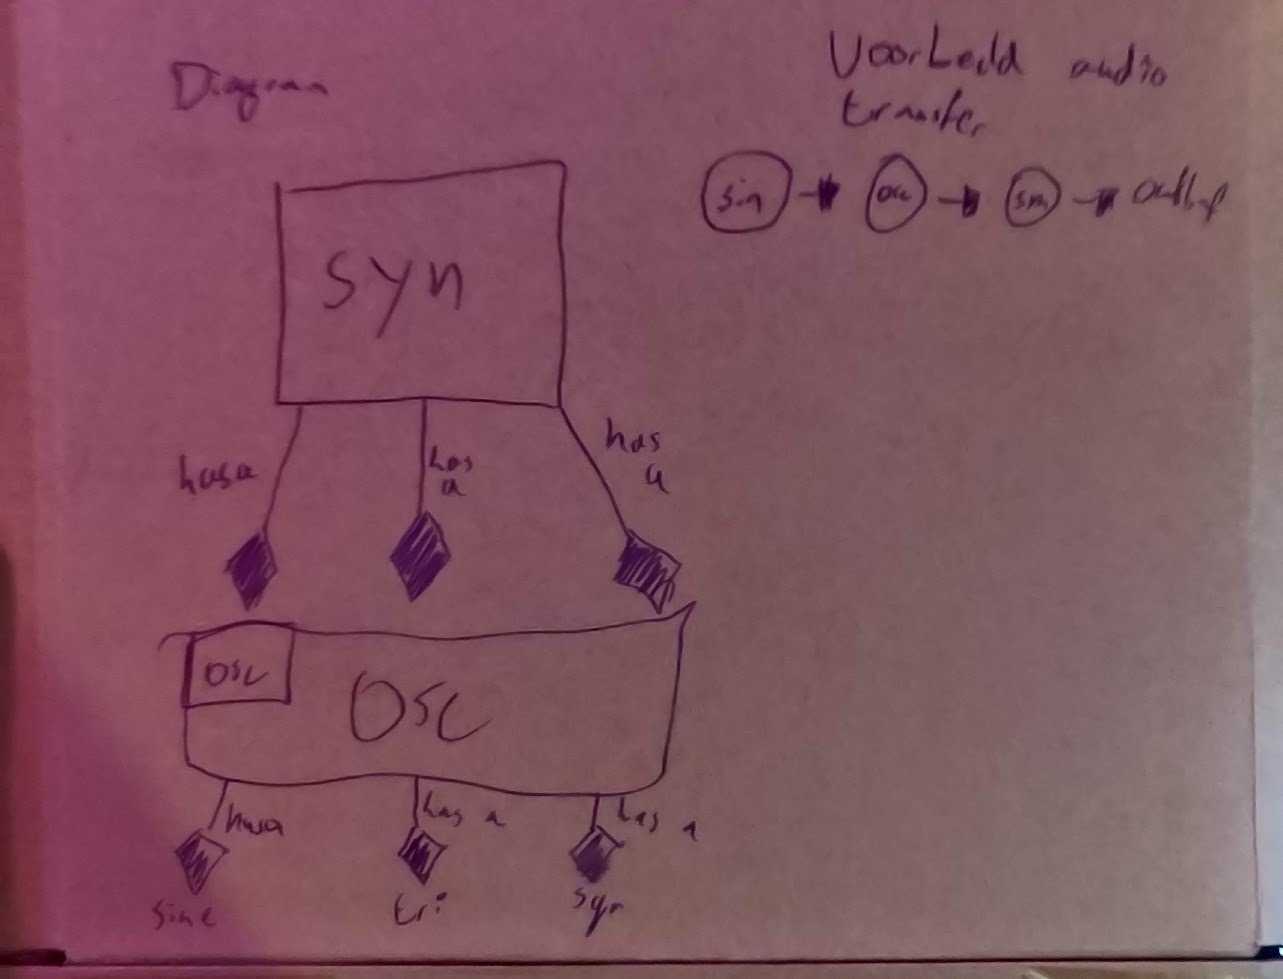 Diagram
Voorbeeld audio
transfer
sin
osc
syn
output
syn
has a
has
a
has
a
osc
Osc
has a
has a
has a
sine
tri
syn